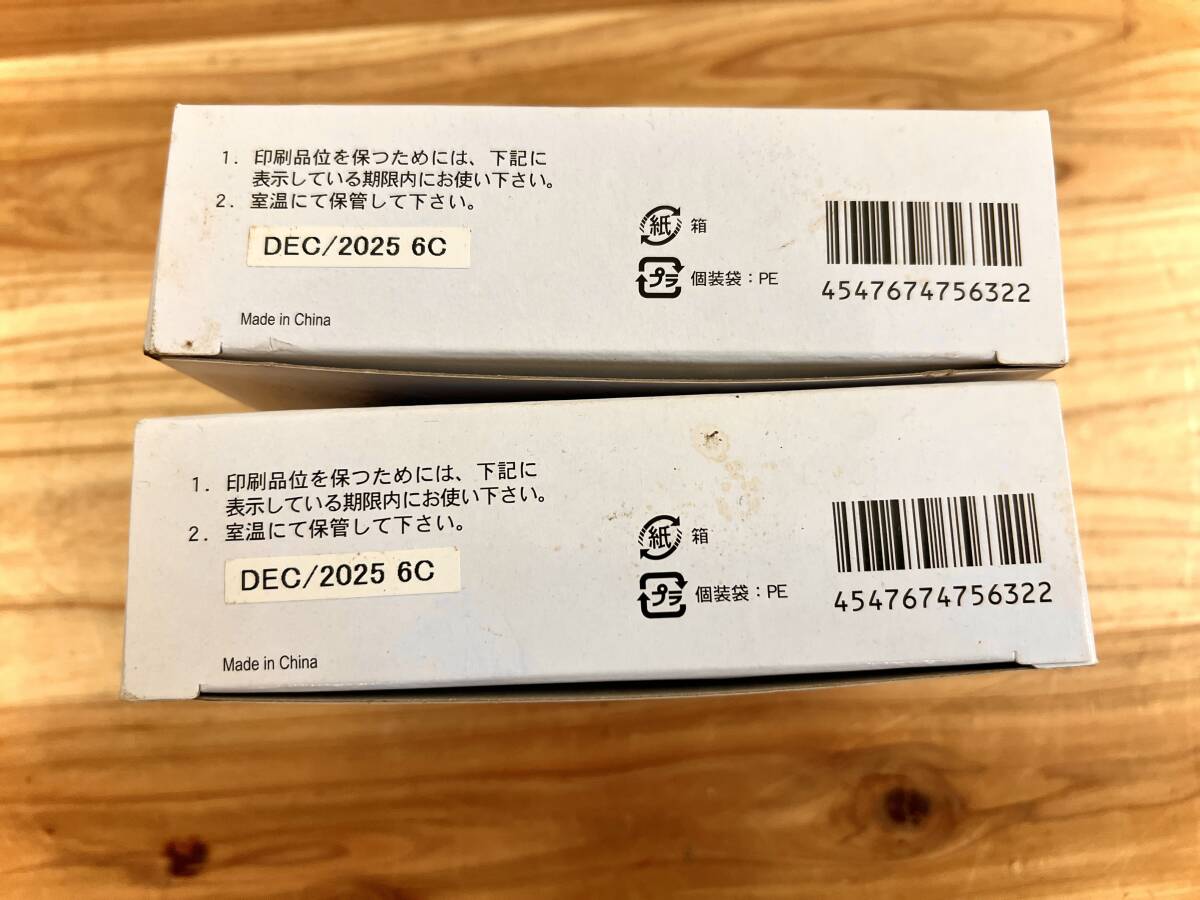 1. 印刷品位を保つためには、下記に
表示している期限内にお使い下さい。
2. 室温にて保管して下さい。
DEC/2025 6C
Made in China
紙 箱
プラ 個装袋：PE
4547674756322
1. 印刷品位を保つためには、下記に
表示している期限内にお使い下さい。
2. 室温にて保管して下さい。
DEC/2025 6C
Made in China
紙 箱
プラ 個装袋：PE
4547674756322